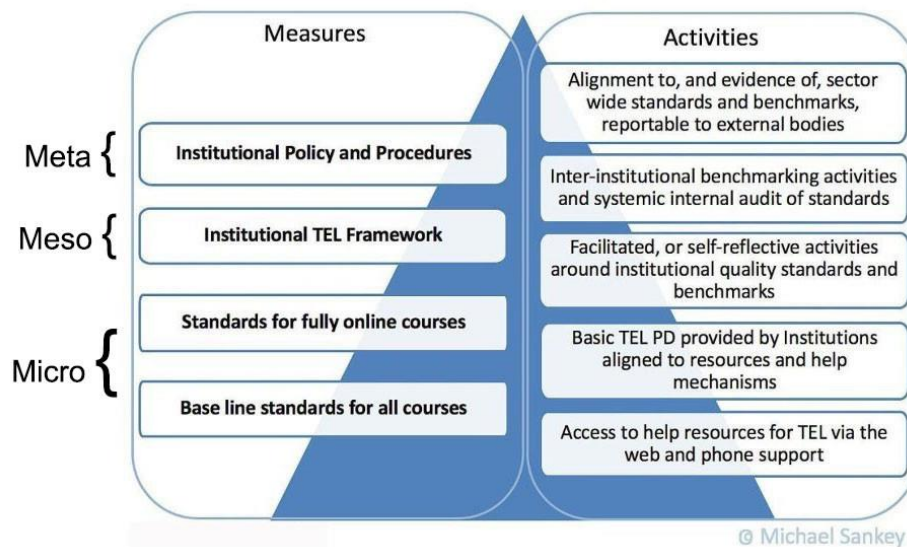 Measures
Meta {
Institutional Policy and Procedures
Meso {
Institutional TEL Framework
Micro {
Standards for fully online courses
Base line standards for all courses
Activities
Alignment to, and evidence of, sector
wide standards and benchmarks,
reportable to external bodies
Inter-institutional benchmarking activities
and systemic internal audit of standards
Facilitated, or self-reflective activities
around institutional quality standards and
benchmarks
Basic TEL PD provided by Institutions
aligned to resources and help
mechanisms
Access to help resources for TEL via the
web and phone support
© Michael Sankey